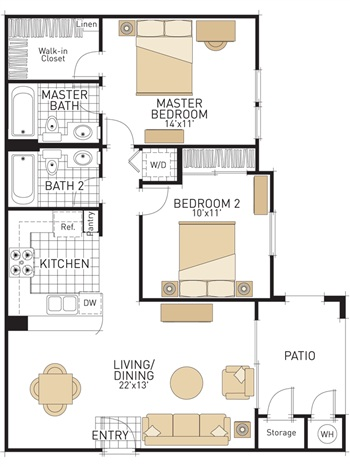 Linen
Walk-in
Closet
MASTER
BATH
MASTER
BEDROOM
14'x11'
W/D
BATH 2
BEDROOM 2
10'x11'
Ref.
Pantry
KITCHEN
DW
LIVING/
DINING
22'x13'
PATIO
ENTRY
Storage
WH